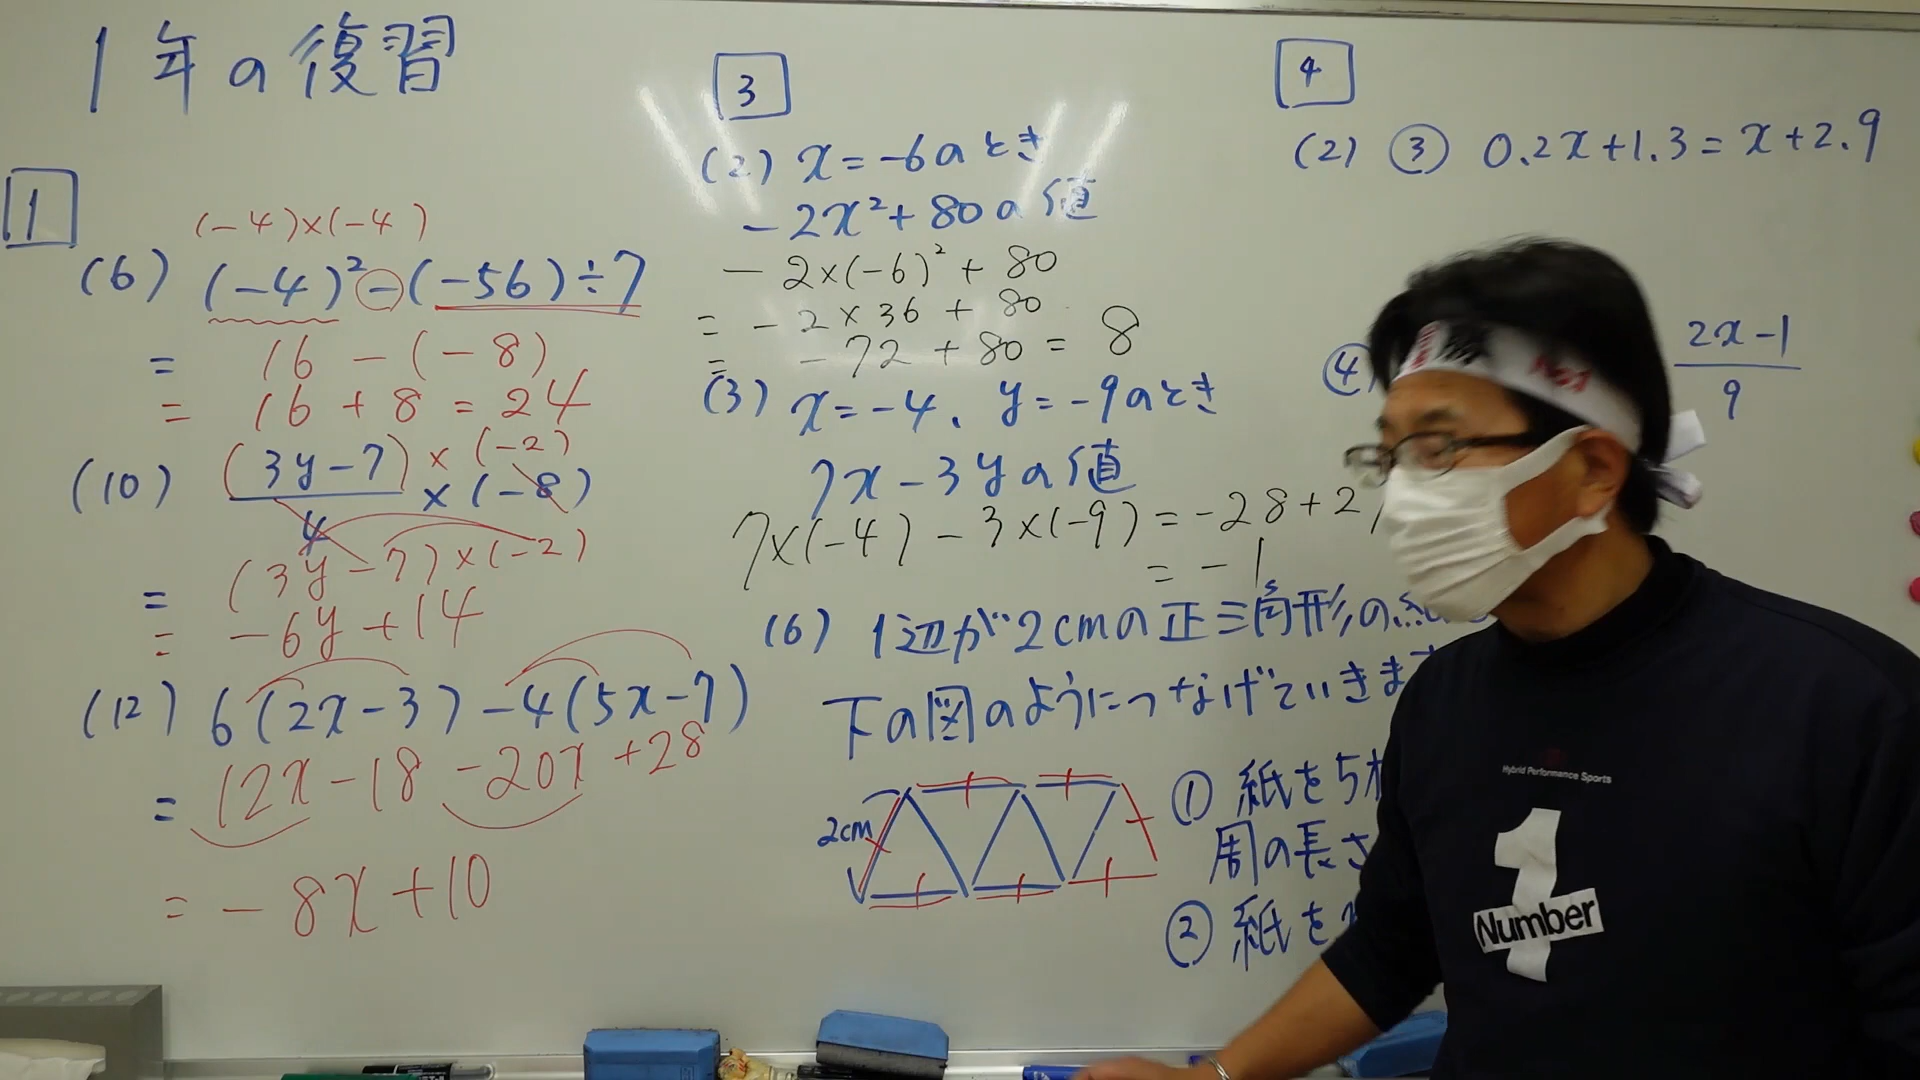 1年の復習
1
(-4)×(-4)
(6) (-4)²-(-56)÷7
= 16-(-8)
= 16+8=24
(10) (3y-7)/4 ×(-8) ×(-2)
= (3y-7)×(-2)
= -6y+14
(12) 6(2x-3)-4(5x-7)
= 12x-18-20x+28
= -8x+10
3
(2) x=-6のとき
-2x²+80の値
-2×(-6)²+80
= -2×36+80
= -72+80=8
(3) x=-4、y=-9のとき
7x-3yの値
7×(-4)-3×(-9)=-28+2
=-1
(6) 1辺が2cmの正三角形の
下の図のようにつなげていきま
2cm
① 紙を5
周の長さ
② 紙を
4
(2) ③ 0.2x+1.3=x+2.9
④ (2x-1)/9
No1
Hybrid Performance Sports
1
Number